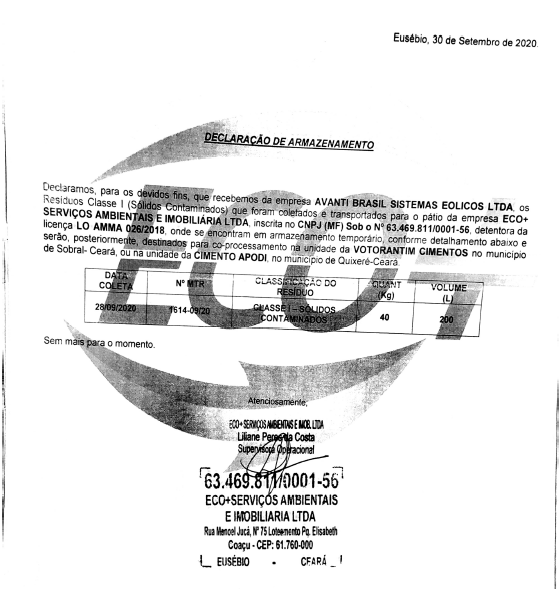 Eusébio, 30 de Setembro de 2020.
DECLARAÇÃO DE ARMAZENAMENTO
Declaramos, para os devidos fins, que recebemos da empresa AVANTI BRASIL SISTEMAS EOLICOS LTDA, os
Resíduos Classe I (Sólidos Contaminados) que foram coletados e transportados para o pátio da empresa ECO+
SERVIÇOS AMBIENTAIS E IMOBILIÁRIA LTDA, inscrita no CNPJ (MF) Sob o Nº 63.469.811/0001-56, detentora da
licença LO AMMA 026/2018, onde se encontram em armazenamento temporário, conforme detalhamento abaixo e
serão, posteriormente, destinados para co-processamento na unidade da VOTORANTIM CIMENTOS no município
de Sobral- Ceará, ou na unidade da CIMENTO APODI, no município de Quixeré-Ceará.
DATA COLETA Nº MTR CLASSIFICAÇÃO DO RESÍDUO QUANT (Kg) VOLUME (L)
28/09/2020 1614-09/20 CLASSE I – SÓLIDOS CONTAMINADOS 40 200
Sem mais para o momento.
Atenciosamente,
ECO+ SERVIÇOS AMBIENTAIS E IMOB. LTDA
Liliane Peres da Costa
Supervisora Operacional
63.469.811/0001-56
ECO+SERVIÇOS AMBIENTAIS
E IMOBILIARIA LTDA
Rua Menoel Jucá, Nº 75 Loteamento Pq. Elisabeth
Coaçu - CEP: 61.760-000
EUSÉBIO - CEARÁ